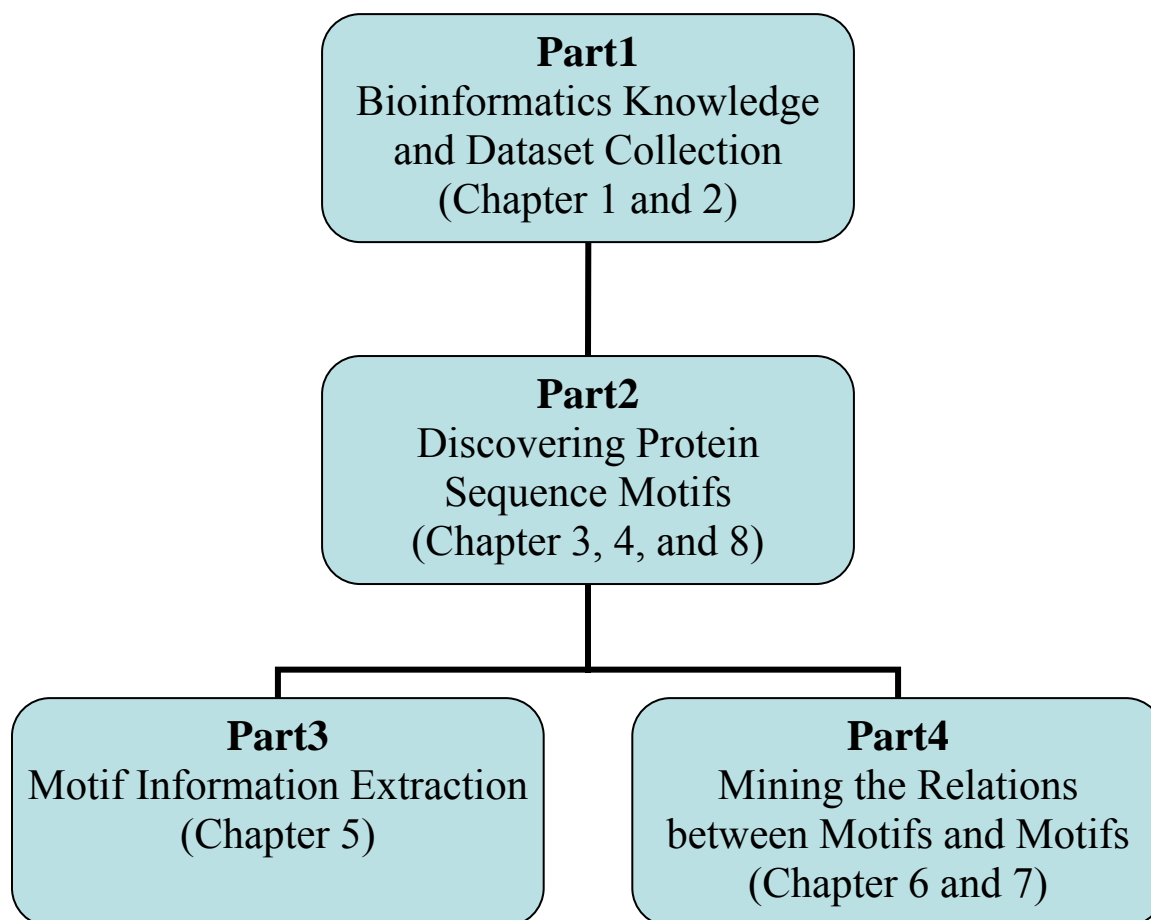 Part1
Bioinformatics Knowledge
and Dataset Collection
(Chapter 1 and 2)
Part2
Discovering Protein
Sequence Motifs
(Chapter 3, 4, and 8)
Part3
Motif Information Extraction
(Chapter 5)
Part4
Mining the Relations
between Motifs and Motifs
(Chapter 6 and 7)